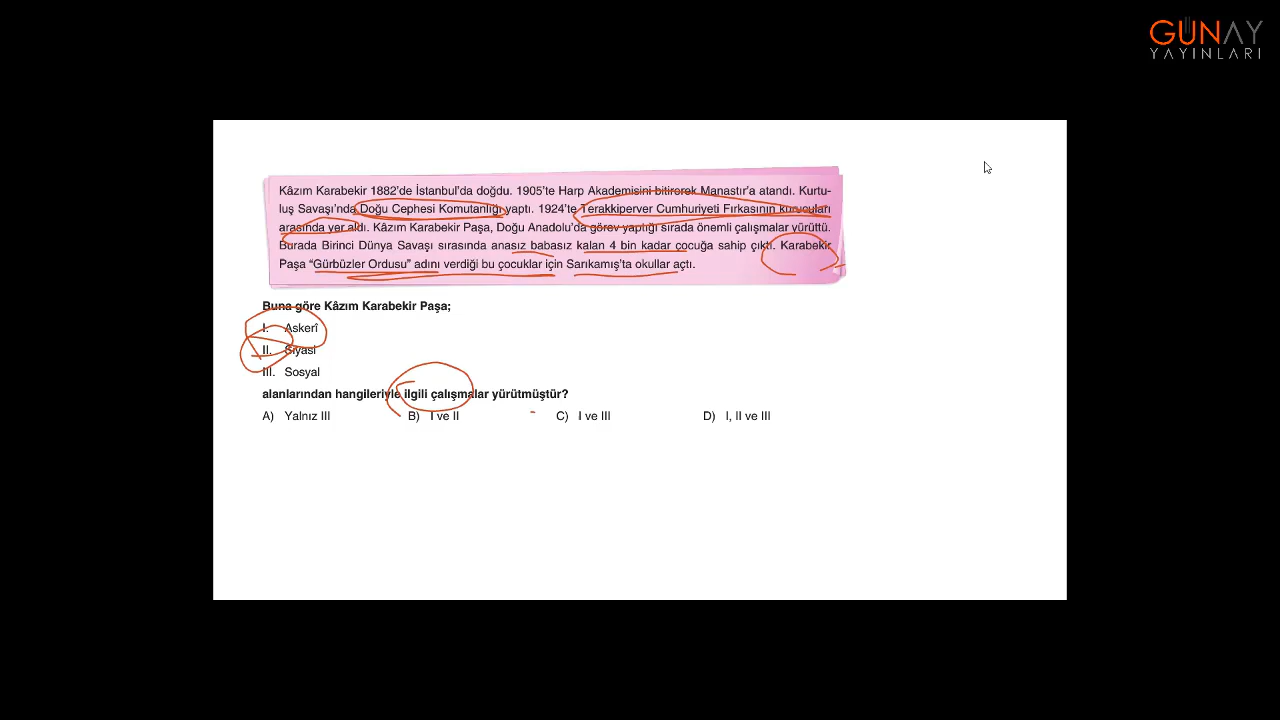 GÜNAY
YAYINLARI
Kâzım Karabekir 1882'de İstanbul'da doğdu. 1905'te Harp Akademisini bitirerek Manastır'a atandı. Kurtu-
luş Savaşı'nda Doğu Cephesi Komutanlığı yaptı. 1924'te Terakkiperver Cumhuriyeti Fırkasının kurucuları
arasında yer aldı. Kâzım Karabekir Paşa, Doğu Anadolu'da görev yaptığı sırada önemli çalışmalar yürüttü.
Burada Birinci Dünya Savaşı sırasında anasız babasız kalan 4 bin kadar çocuğa sahip çıktı. Karabekir
Paşa “Gürbüzler Ordusu” adını verdiği bu çocuklar için Sarıkamış'ta okullar açtı.
Buna göre Kâzım Karabekir Paşa;
I. Askerî
II. Siyasi
III. Sosyal
alanlarından hangileriyle ilgili çalışmalar yürütmüştür?
A) Yalnız III B) I ve II C) I ve III D) I, II ve III